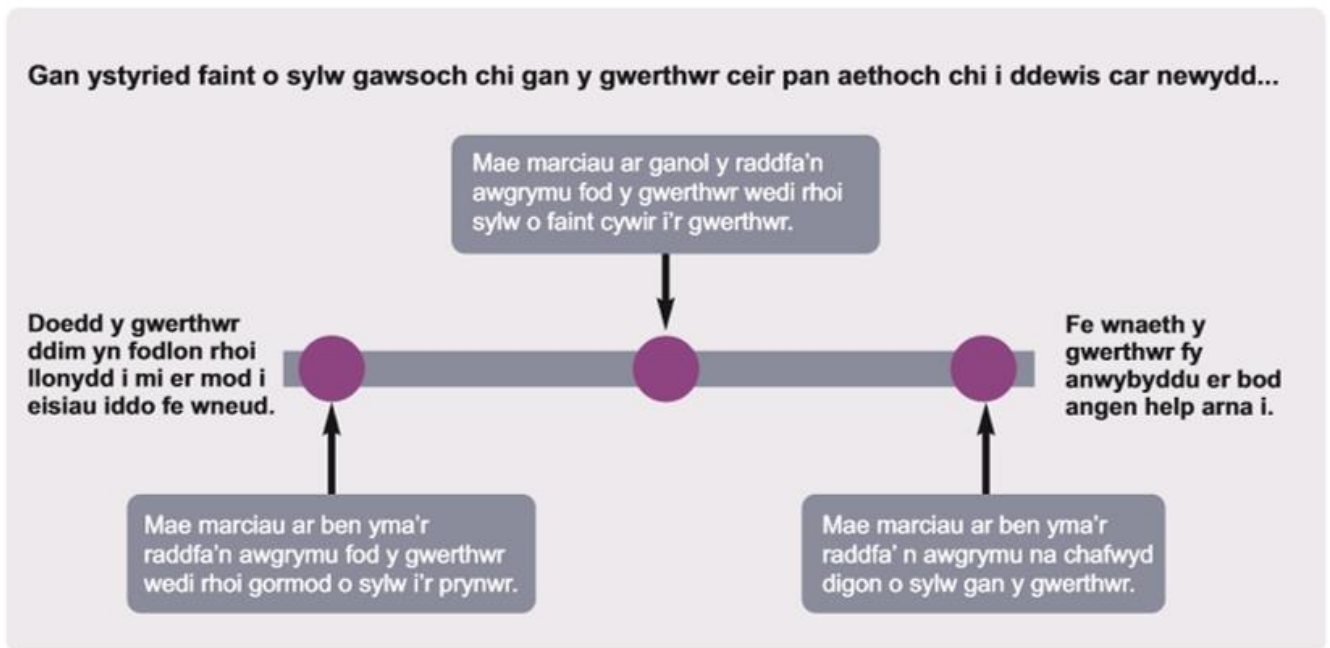 Gan ystyried faint o sylw gawsoch chi gan y gwerthwr ceir pan aethoch chi i ddewis car newydd...
Mae marciau ar ganol y raddfa'n
awgrymu fod y gwerthwr wedi rhoi
sylw o faint cywir i'r gwerthwr.
Doedd y gwerthwr
ddim yn fodlon rhoi
llonydd i mi er mod i
eisiau iddo fe wneud.
Fe wnaeth y
gwerthwr fy
anwybyddu er bod
angen help arna i.
Mae marciau ar ben yma'r
raddfa'n awgrymu fod y gwerthwr
wedi rhoi gormod o sylw i'r prynwr.
Mae marciau ar ben yma'r
raddfa' n awgrymu na chafwyd
digon o sylw gan y gwerthwr.